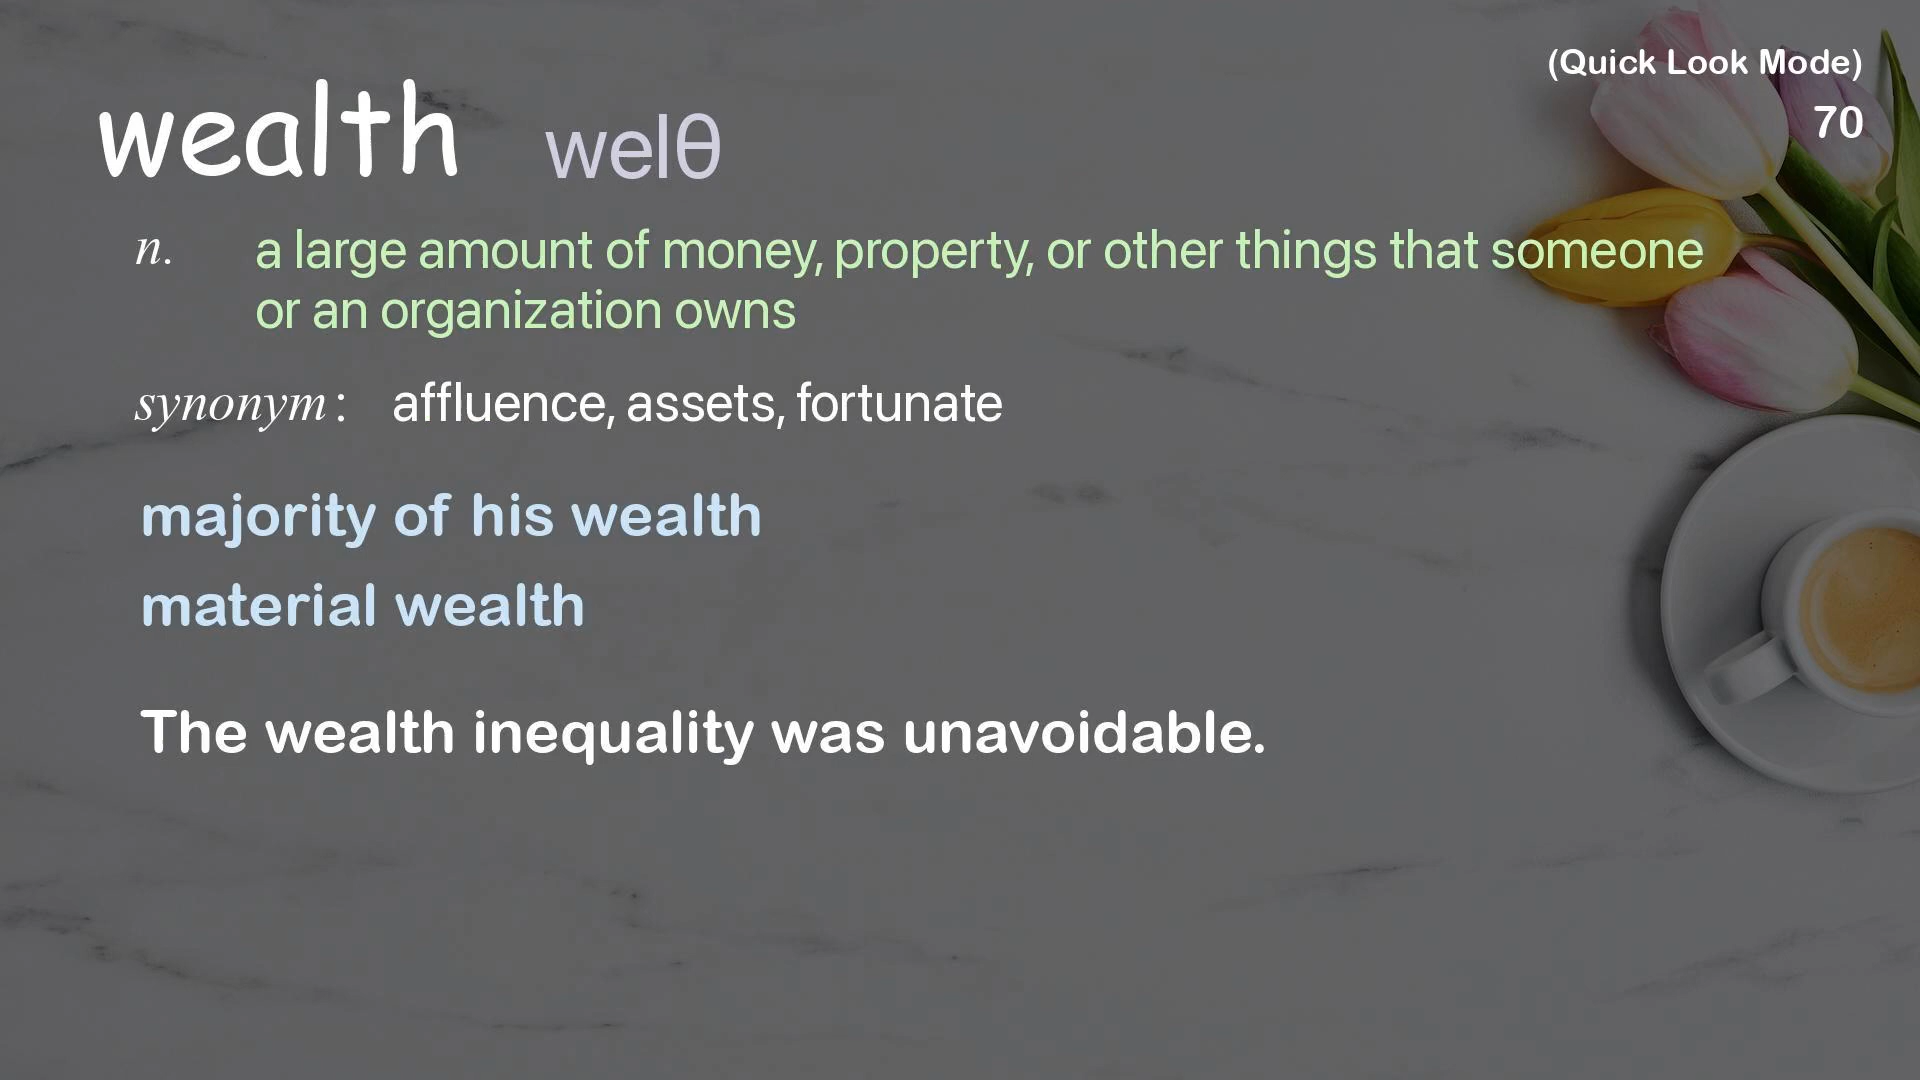 (Quick Look Mode)
70
wealth welθ
n. a large amount of money, property, or other things that someone
or an organization owns
synonym: affluence, assets, fortunate
majority of his wealth
material wealth
The wealth inequality was unavoidable.